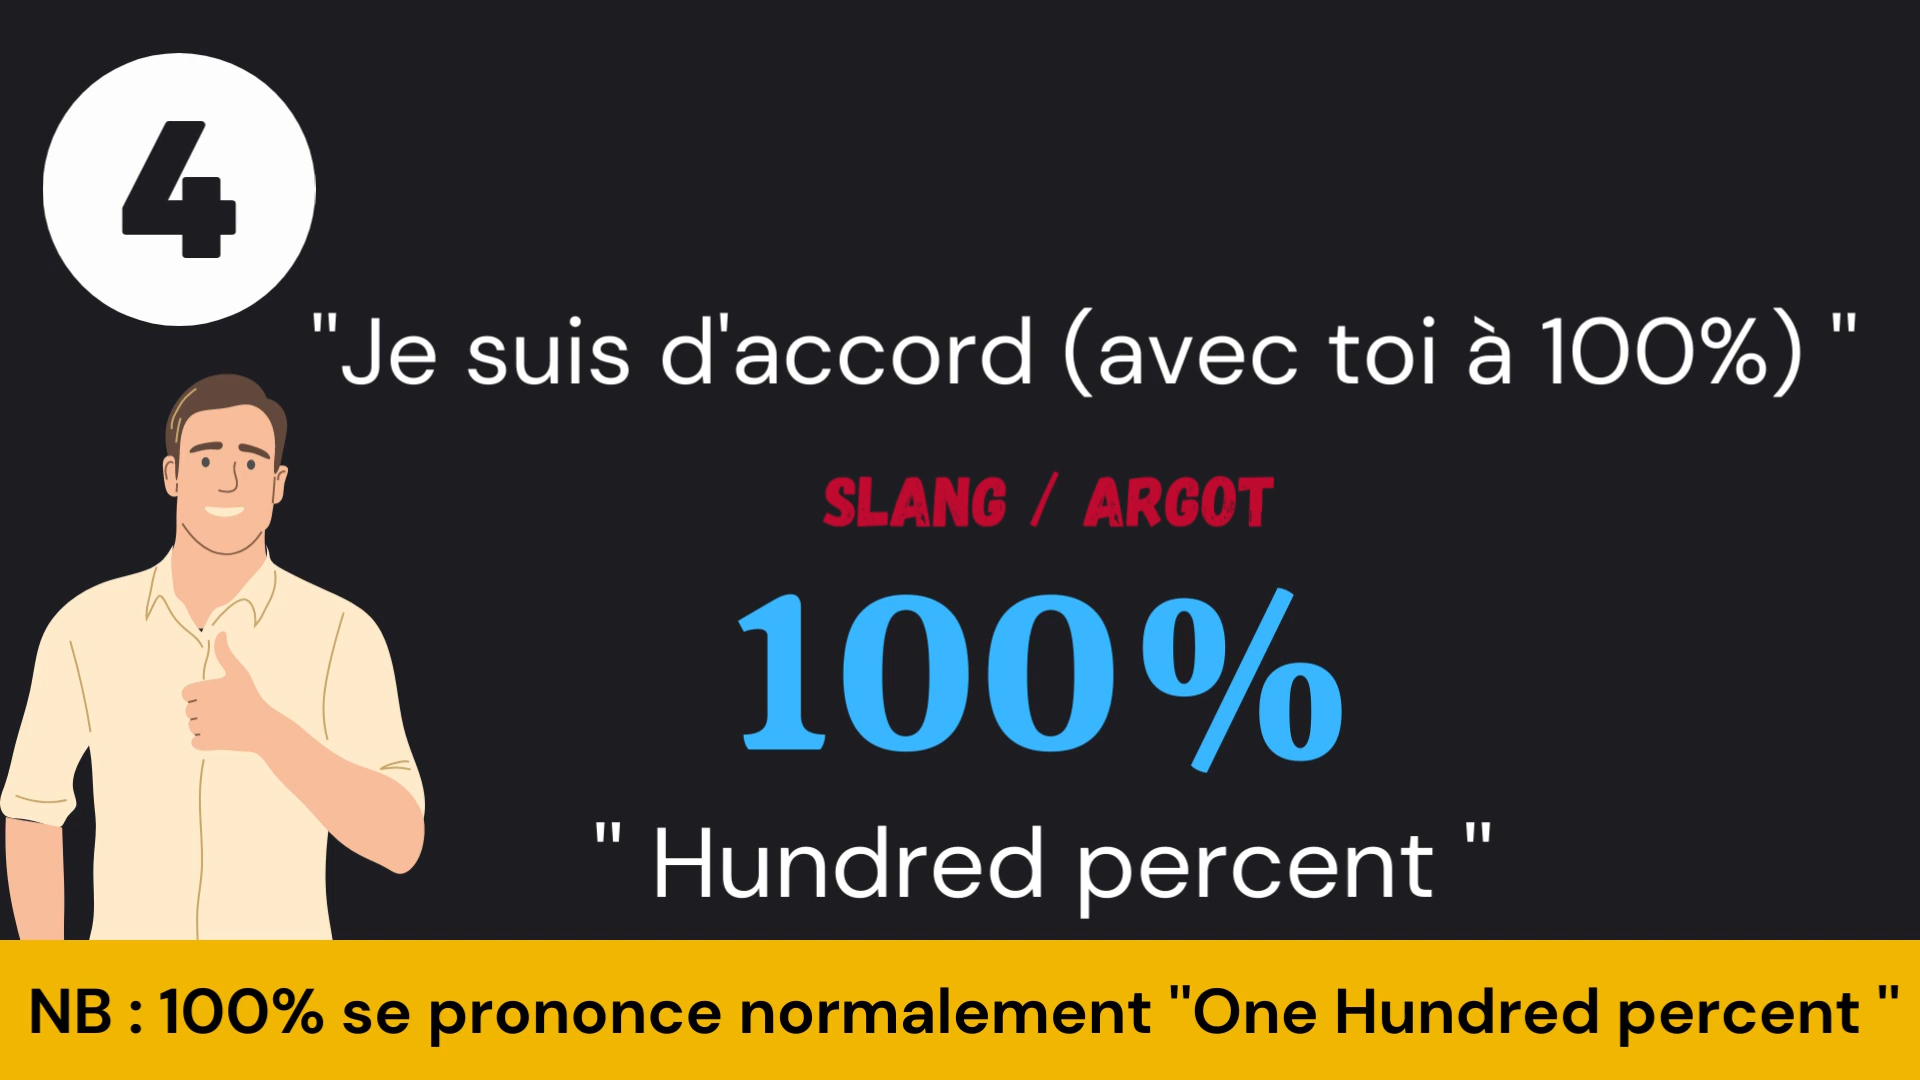 4
"Je suis d'accord (avec toi à 100%) "
SLANG / ARGOT
100%
" Hundred percent "
NB : 100% se prononce normalement "One Hundred percent "